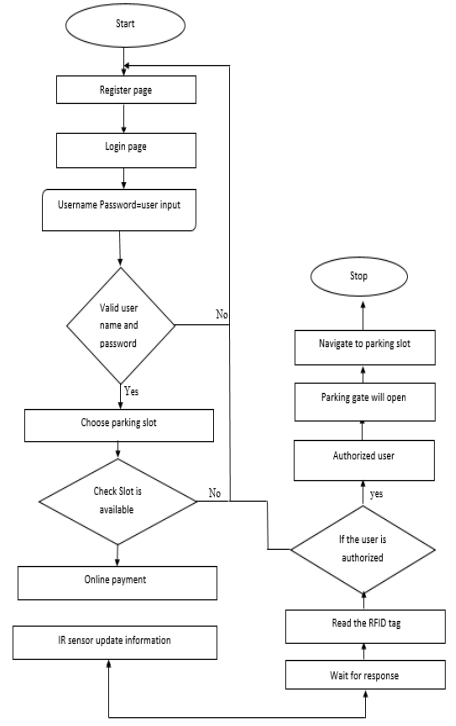 Start
Register page
Login page
Username Password=user input
Valid user
name and
password
No
Yes
Choose parking slot
Check Slot is
available
No
Online payment
IR sensor update information
Wait for response
Read the RFID tag
If the user is
authorized
yes
Authorized user
Parking gate will open
Navigate to parking slot
Stop